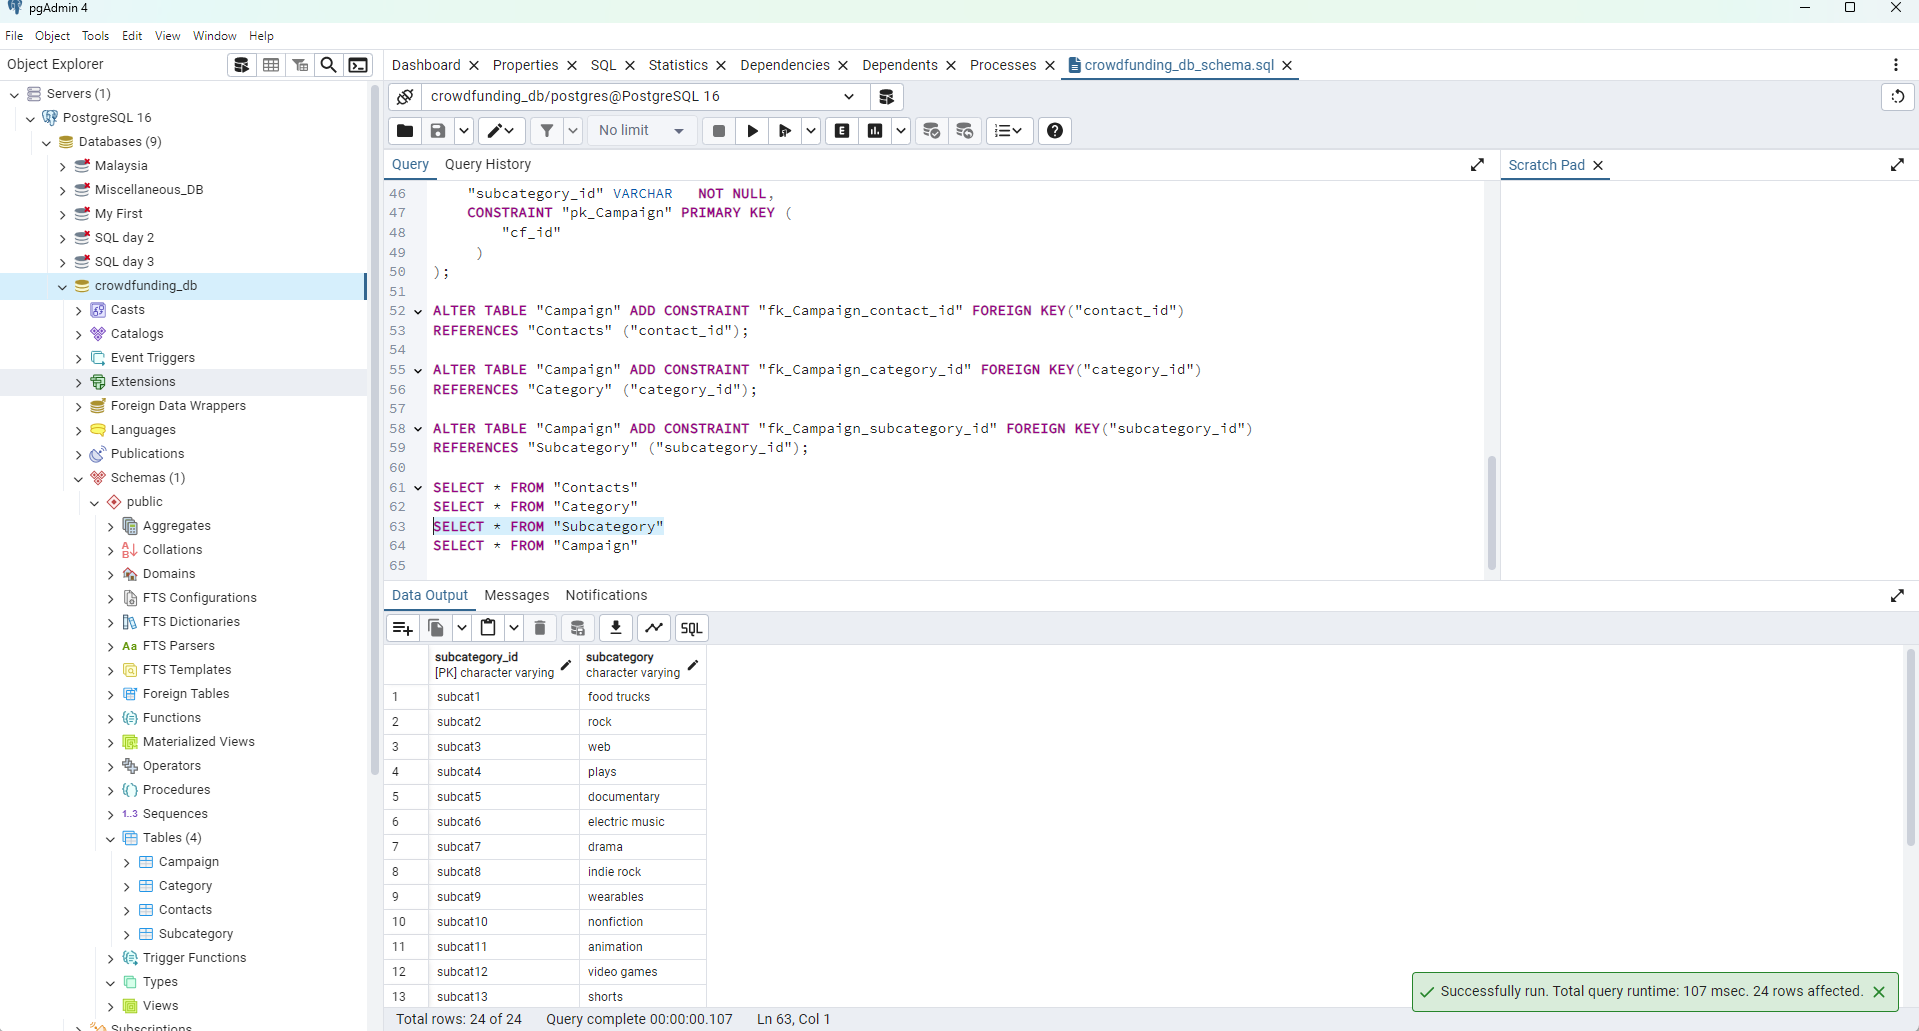 pgAdmin 4
File Object Tools Edit View Window Help
Object Explorer
Servers (1)
PostgreSQL 16
Databases (9)
Malaysia
Miscellaneous_DB
My First
SQL day 2
SQL day 3
crowdfunding_db
Casts
Catalogs
Event Triggers
Extensions
Foreign Data Wrappers
Languages
Publications
Schemas (1)
public
Aggregates
Collations
Domains
FTS Configurations
FTS Dictionaries
Aa FTS Parsers
FTS Templates
Foreign Tables
Functions
Materialized Views
Operators
Procedures
1..3 Sequences
Tables (4)
Campaign
Category
Contacts
Subcategory
Trigger Functions
Types
Views
Subscriptions
Dashboard Properties SQL Statistics Dependencies Dependents Processes crowdfunding_db_schema.sql
crowdfunding_db/postgres@PostgreSQL 16
No limit E
Query Query History
Scratch Pad
46 "subcategory_id" VARCHAR NOT NULL,
47 CONSTRAINT "pk_Campaign" PRIMARY KEY (
48 "cf_id"
49 )
50 );
51
52 ALTER TABLE "Campaign" ADD CONSTRAINT "fk_Campaign_contact_id" FOREIGN KEY("contact_id")
53 REFERENCES "Contacts" ("contact_id");
54
55 ALTER TABLE "Campaign" ADD CONSTRAINT "fk_Campaign_category_id" FOREIGN KEY("category_id")
56 REFERENCES "Category" ("category_id");
57
58 ALTER TABLE "Campaign" ADD CONSTRAINT "fk_Campaign_subcategory_id" FOREIGN KEY("subcategory_id")
59 REFERENCES "Subcategory" ("subcategory_id");
60
61 SELECT * FROM "Contacts"
62 SELECT * FROM "Category"
63 SELECT * FROM "Subcategory"
64 SELECT * FROM "Campaign"
65
Data Output Messages Notifications
SQL
subcategory_id subcategory
[PK] character varying character varying
1 subcat1 food trucks
2 subcat2 rock
3 subcat3 web
4 subcat4 plays
5 subcat5 documentary
6 subcat6 electric music
7 subcat7 drama
8 subcat8 indie rock
9 subcat9 wearables
10 subcat10 nonfiction
11 subcat11 animation
12 subcat12 video games
13 subcat13 shorts
Successfully run. Total query runtime: 107 msec. 24 rows affected.
Total rows: 24 of 24 Query complete 00:00:00.107 Ln 63, Col 1